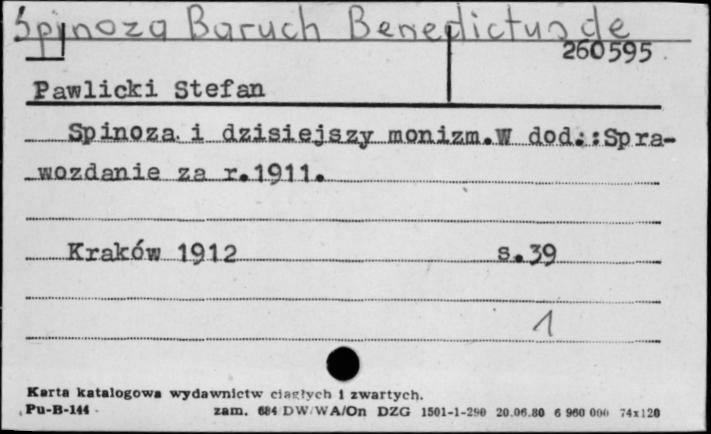 Spinoza Baruch Benedictus de
260595
Pawlicki Stefan
Spinoza i dzisiejszy monizm.W dod.:Spra-
wozdanie za r.1911.
Kraków 1912 s.39
1
Karta katalogowa wydawnictw ciągłych i zwartych.
Pu-B-144 zam. 684/DW/WA/On DZG 1501-1-290 20.06.80 6 960 000 74x120